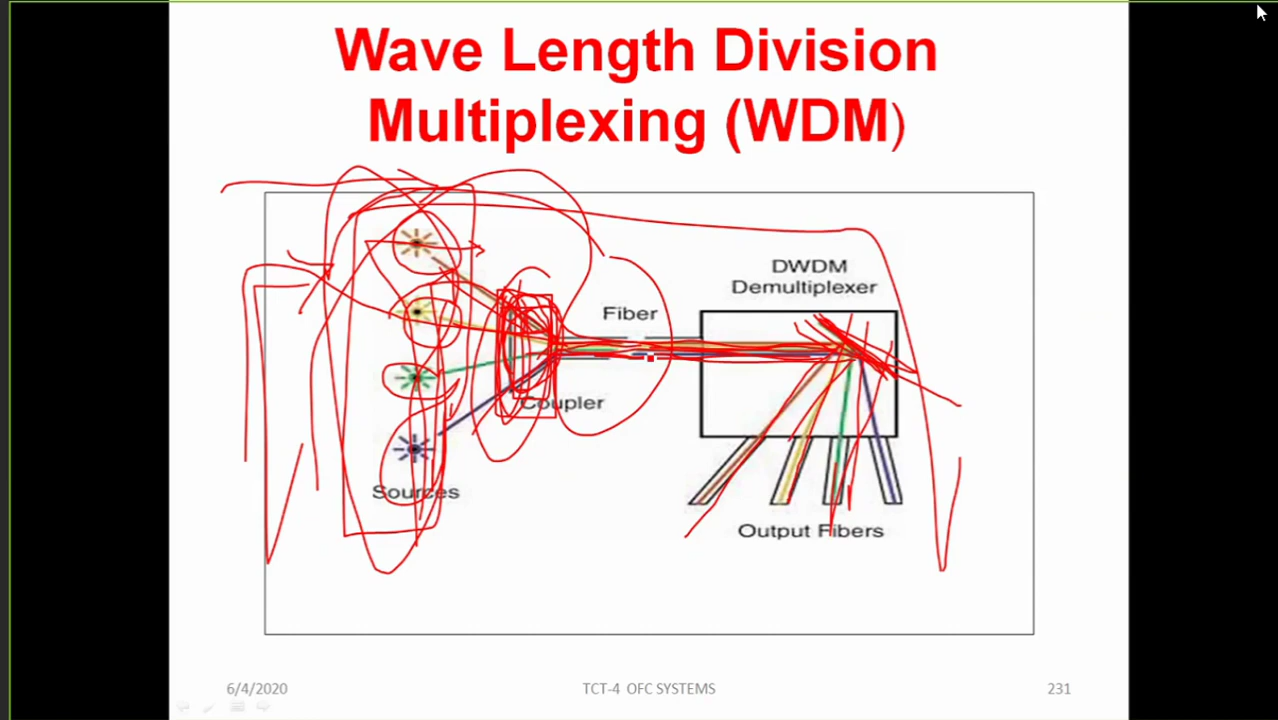 Wave Length Division
Multiplexing (WDM)
DWDM
Demultiplexer
Fiber
Coupler
Sources
Output Fibers
6/4/2020
TCT-4 OFC SYSTEMS
231